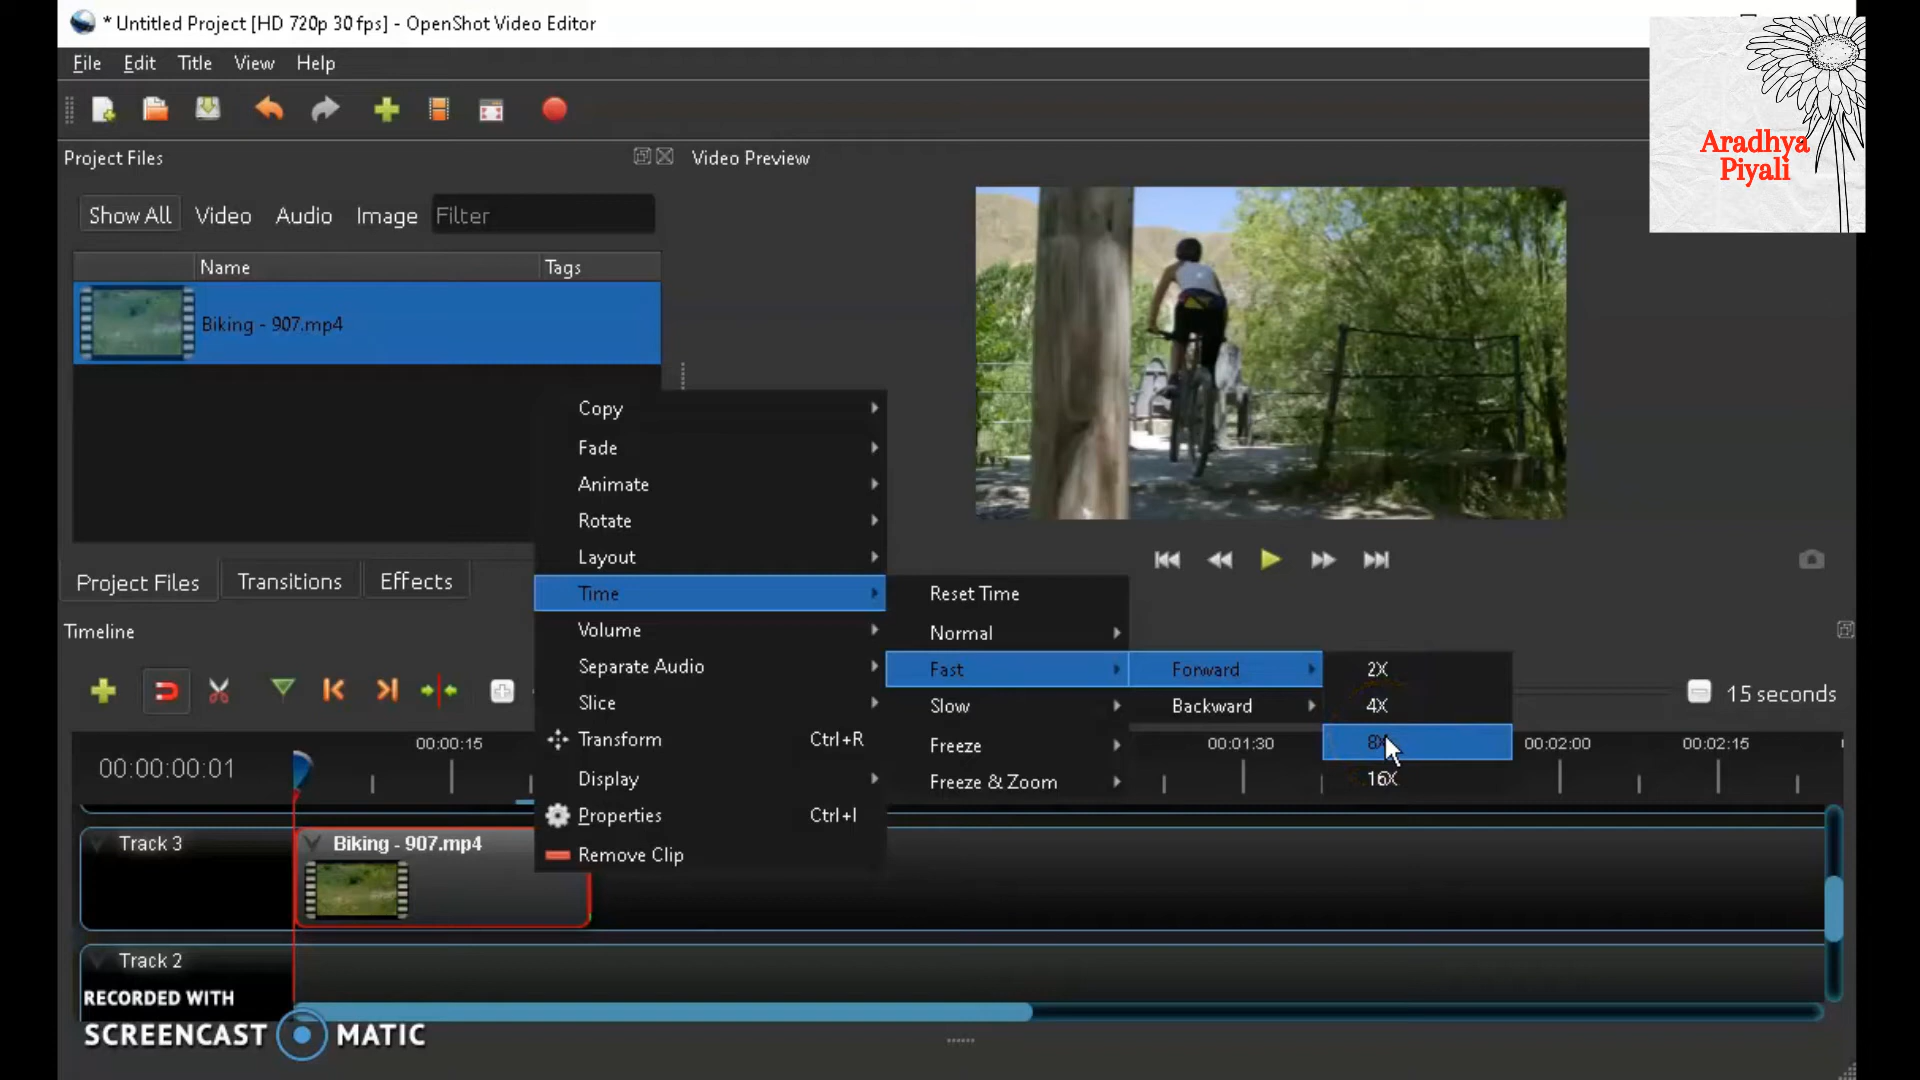 * Untitled Project [HD 720p 30 fps] - OpenShot Video Editor
File Edit Title View Help
Aradhya
Piyali
Project Files
Video Preview
Show All Video Audio Image Filter
Name Tags
Biking - 907.mp4
Copy
Fade
Animate
Rotate
Layout
Time
Volume
Separate Audio
Slice
Transform Ctrl+R
Display
Properties Ctrl+I
Remove Clip
Reset Time
Normal
Fast
Slow
Freeze
Freeze & Zoom
Forward
Backward
2X
4X
8X
16X
Project Files Transitions Effects
Timeline
15 seconds
00:00:00:01
00:00:15 00:01:30 00:02:00 00:02:15
Track 3
Biking - 907.mp4
Track 2
RECORDED WITH
SCREENCAST MATIC